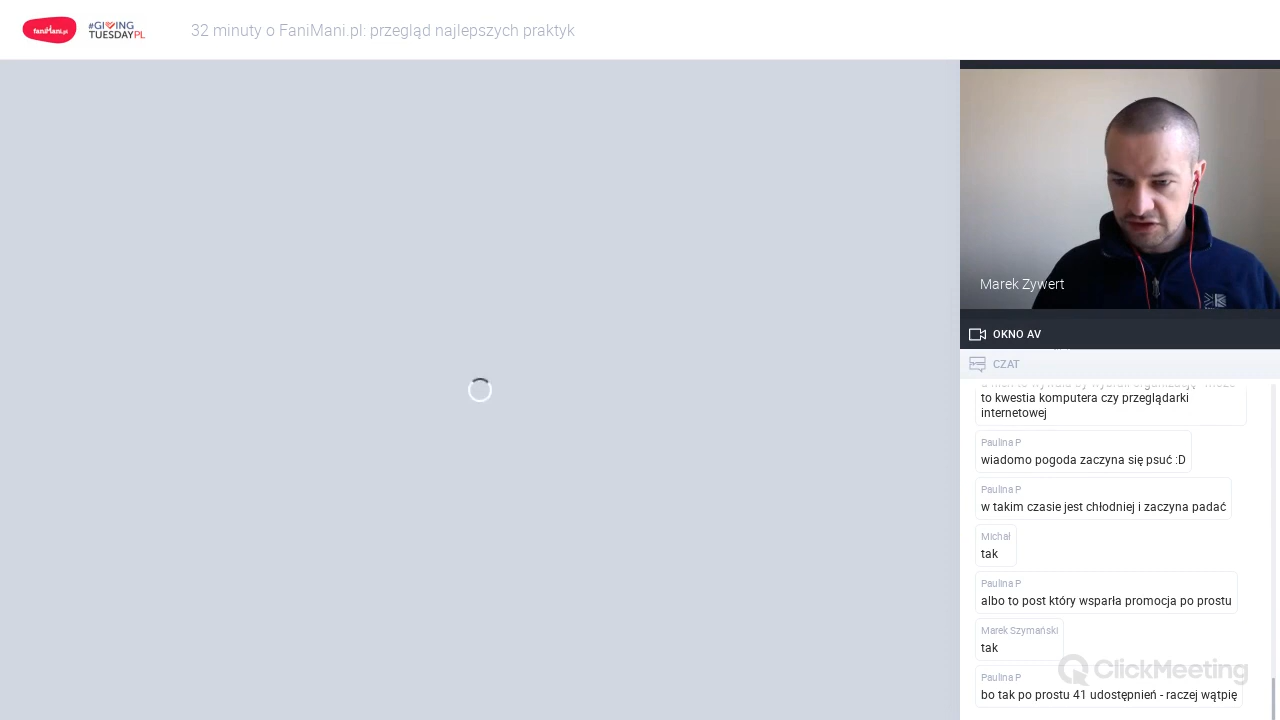 faniMani.pl
#GIVING
TUESDAYPL
32 minuty o FaniMani.pl: przegląd najlepszych praktyk
Marek Zywert
OKNO AV
CZAT
to kwestia komputera czy przeglądarki
internetowej
Paulina P
wiadomo pogoda zaczyna się psuć :D
Paulina P
w takim czasie jest chłodniej i zaczyna padać
Michał
tak
Paulina P
albo to post który wsparła promocja po prostu
Marek Szymański
tak
ClickMeeting
Paulina P
bo tak po prostu 41 udostępnień - raczej wątpię